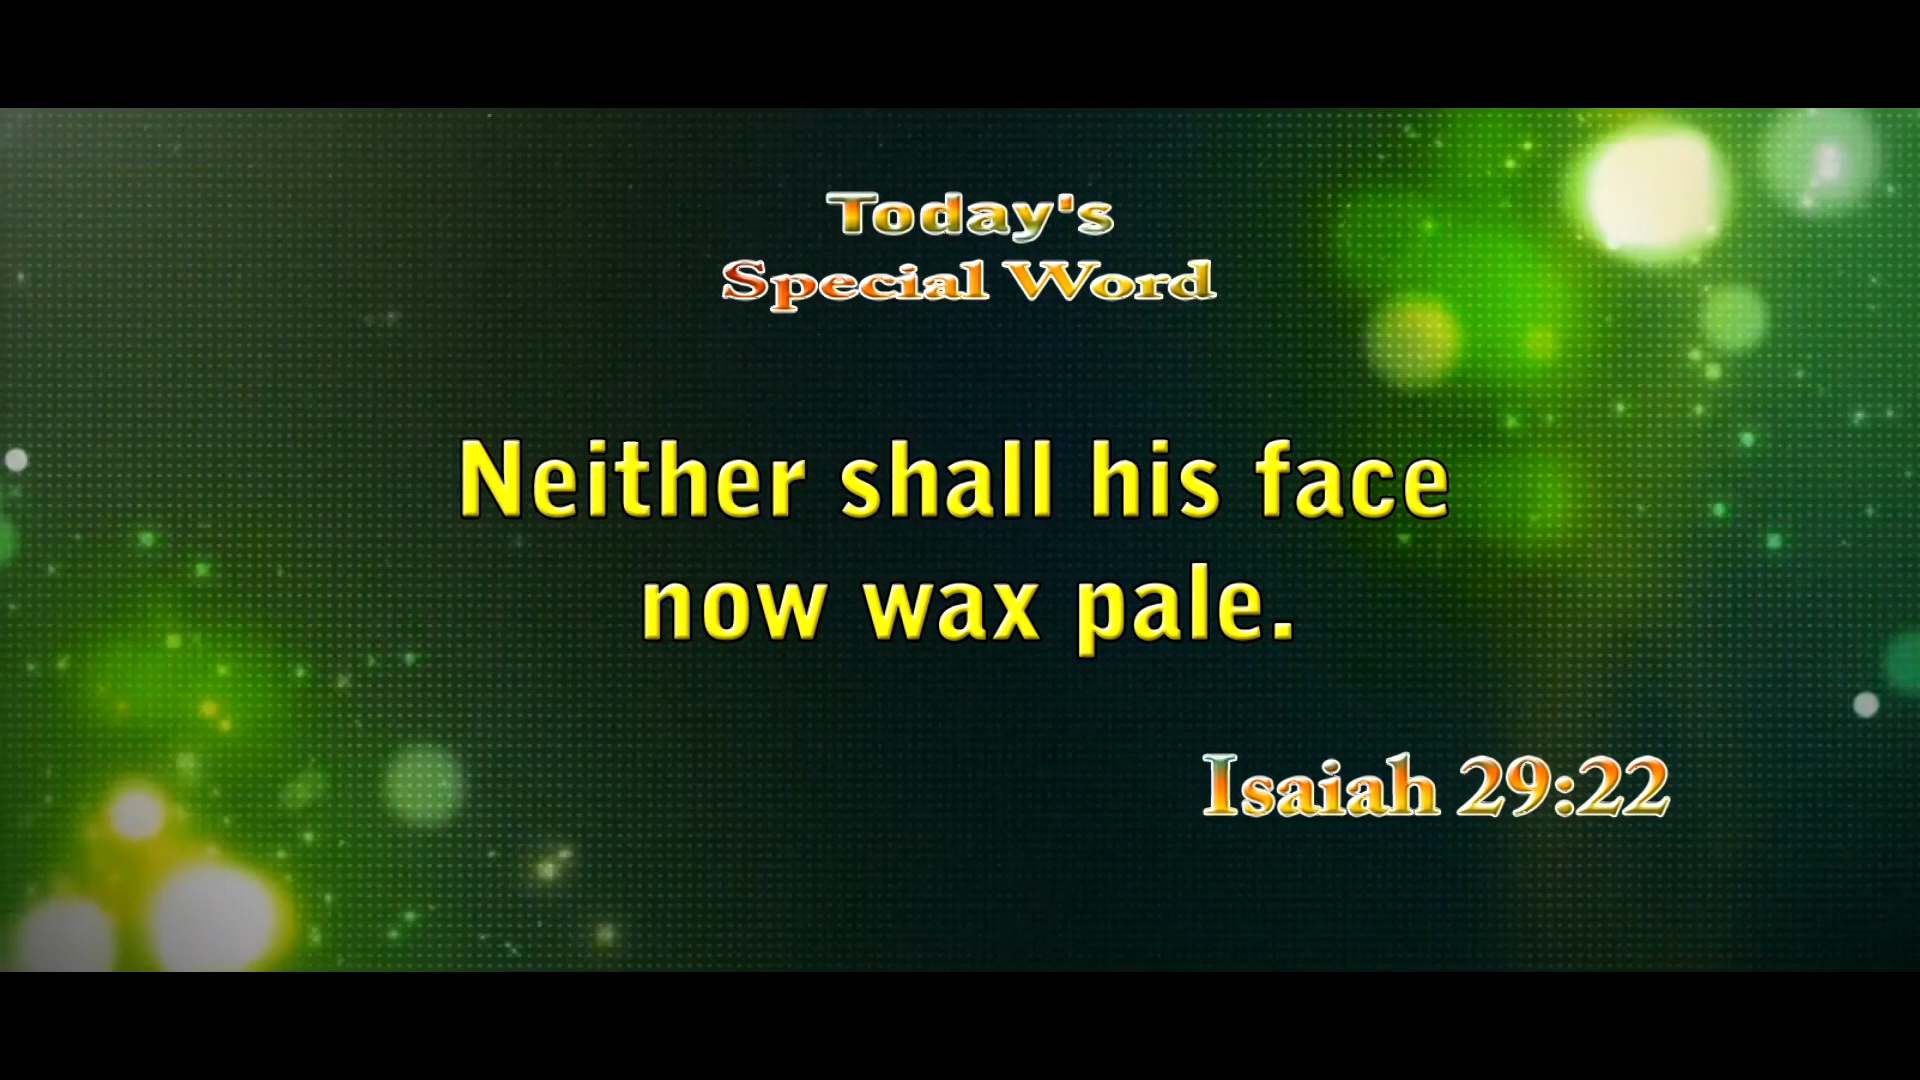 Today's
Special Word
Neither shall his face
now wax pale.
Isaiah 29:22